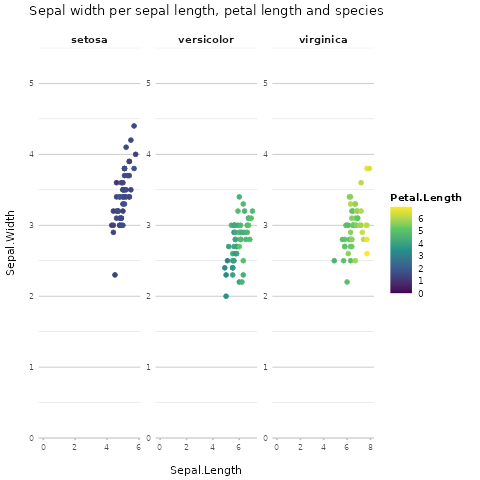 Sepal width per sepal length, petal length and species
setosa versicolor virginica
5 5 5
4 4 4
3 3 3
2 2 2
1 1 1
0 0 0
0 2 4 6 0 2 4 6 0 2 4 6 8
Sepal.Width
Sepal.Length
Petal.Length
6
5
4
3
2
1
0